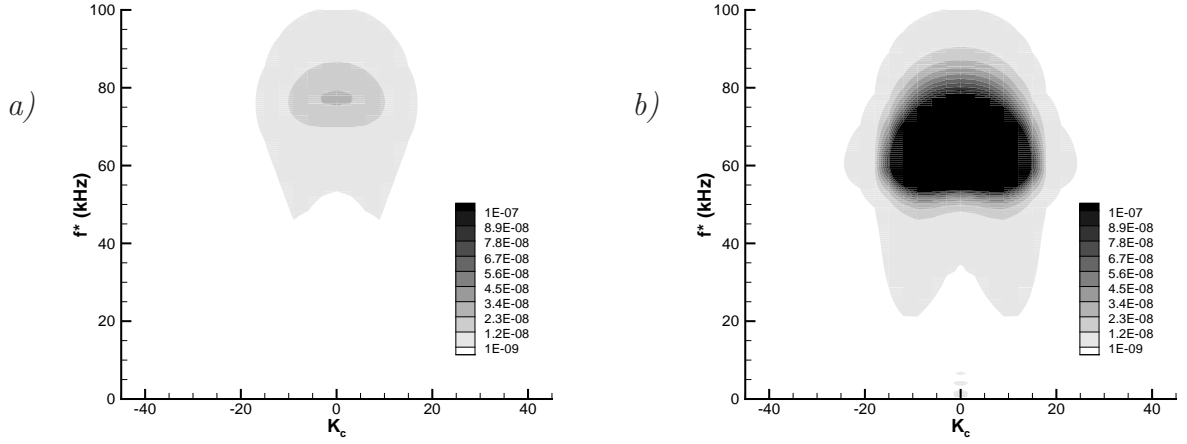 a)
f* (kHz)
100
80
60
40
20
0
-40 -20 0 20 40
K_c
1E-07
8.9E-08
7.8E-08
6.7E-08
5.6E-08
4.5E-08
3.4E-08
2.3E-08
1.2E-08
1E-09
b)
f* (kHz)
100
80
60
40
20
0
-40 -20 0 20 40
K_c
1E-07
8.9E-08
7.8E-08
6.7E-08
5.6E-08
4.5E-08
3.4E-08
2.3E-08
1.2E-08
1E-09